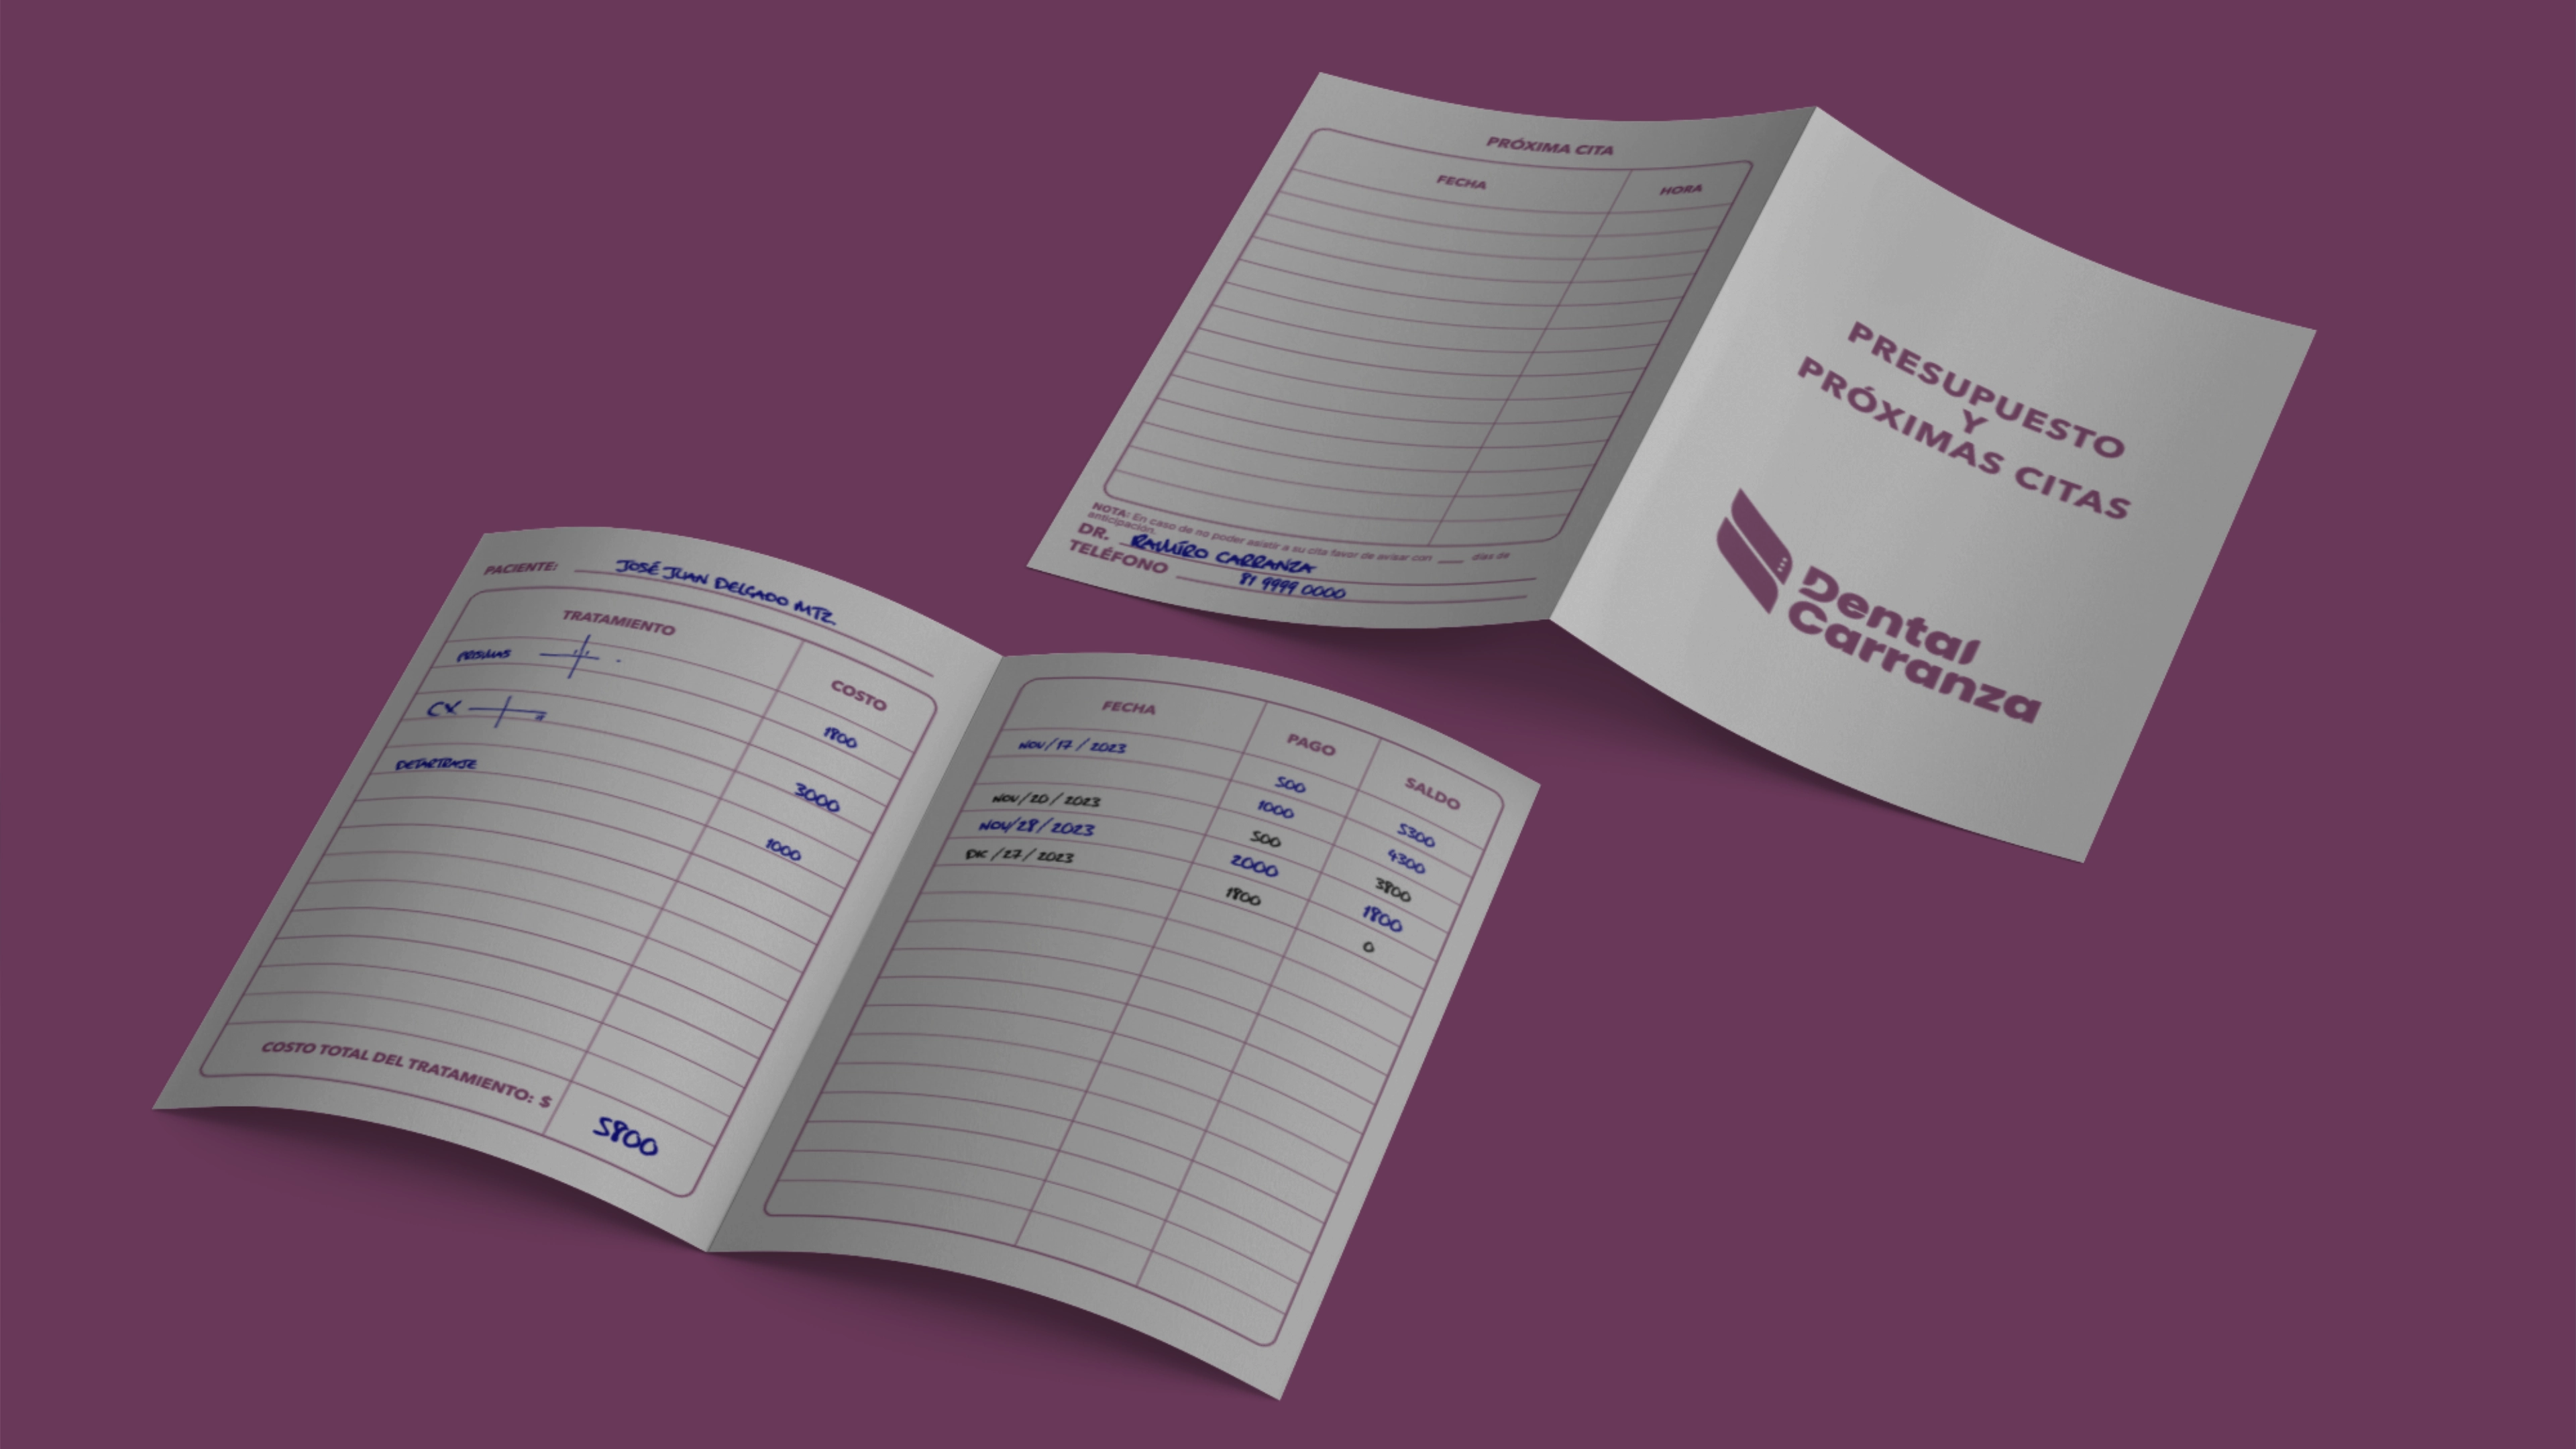 PRÓXIMA CITA
FECHA HORA
NOTA: En caso de no poder asistir a su cita favor de avisar con ____ días de
anticipación.
DR. RAMIRO CARRANZA
TELÉFONO 81 9999 0000
PRESUPUESTO
Y
PRÓXIMAS CITAS
Dental
Carranza
PACIENTE: JOSÉ JUAN DELGADO MTZ.
TRATAMIENTO COSTO
1800
CX 3000
DETARTRAJE 1000
COSTO TOTAL DEL TRATAMIENTO: $ 5800
FECHA PAGO SALDO
NOV/17/2023 500 5300
1000 4300
NOV/20/2023 500 3800
NOV/28/2023 2000 1800
DIC/27/2023 1800 0